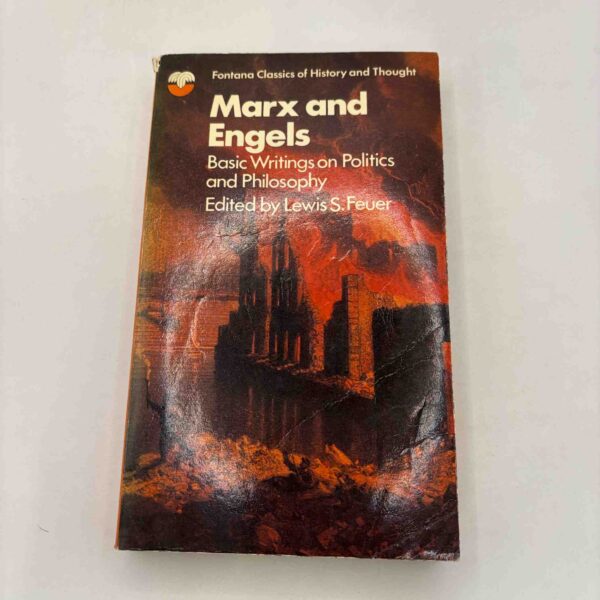 Fontana Classics of History and Thought
Marx and
Engels
Basic Writings on Politics
and Philosophy
Edited by Lewis S. Feuer